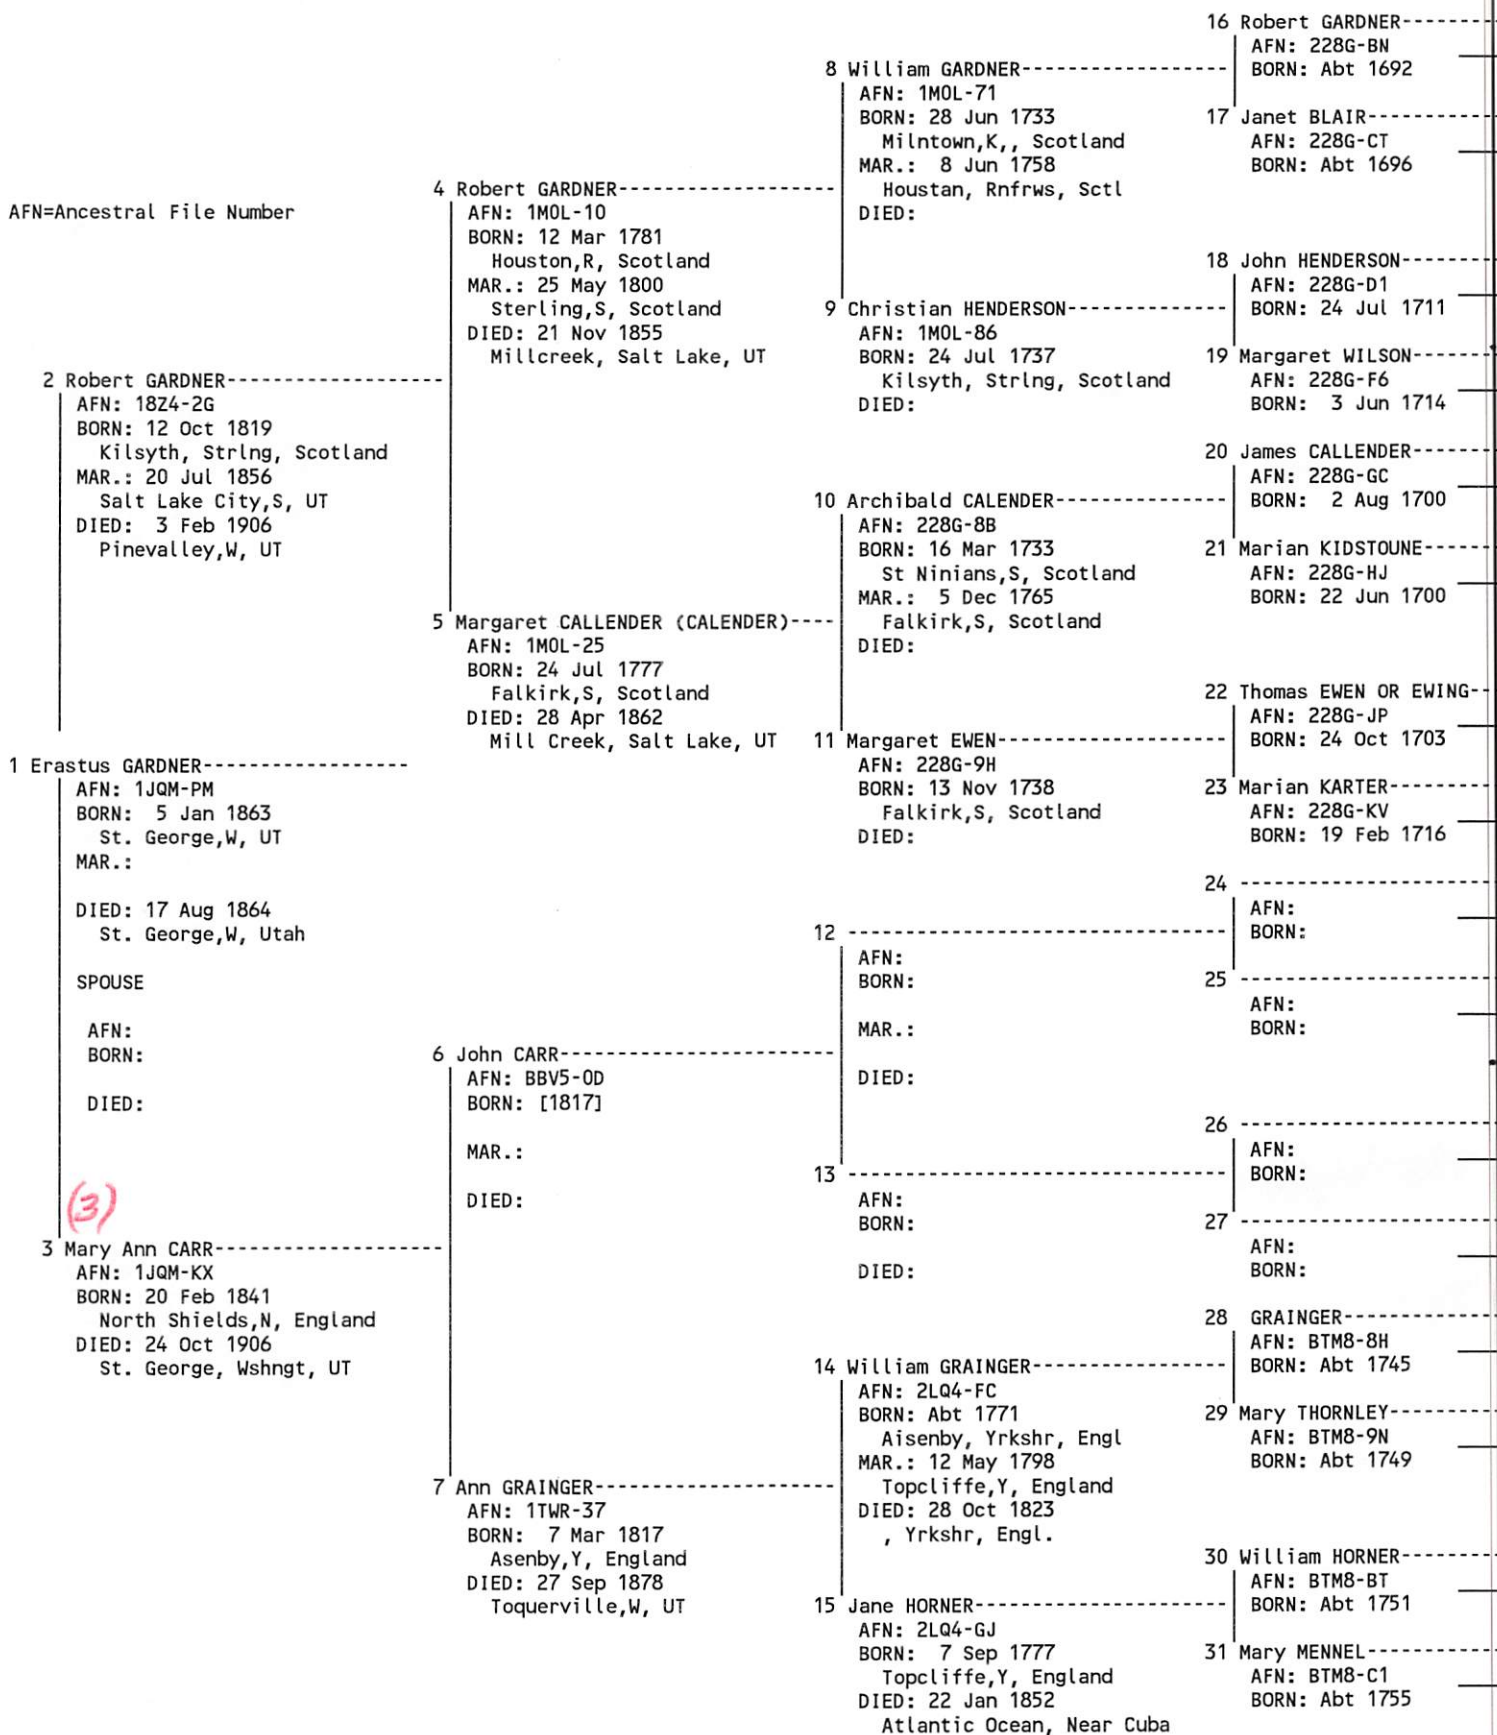 AFN=Ancestral File Number
1 Erastus GARDNER-----------------
AFN: 1JQM-PM
BORN:  5 Jan 1863
St. George,W, UT
MAR.:
DIED: 17 Aug 1864
St. George,W, Utah
SPOUSE
AFN:
BORN:
DIED:
2 Robert GARDNER------------------
AFN: 18Z4-2G
BORN: 12 Oct 1819
Kilsyth, Strlng, Scotland
MAR.: 20 Jul 1856
Salt Lake City,S, UT
DIED:  3 Feb 1906
Pinevalley,W, UT
(3)
3 Mary Ann CARR-------------------
AFN: 1JQM-KX
BORN: 20 Feb 1841
North Shields,N, England
DIED: 24 Oct 1906
St. George, Wshngt, UT
4 Robert GARDNER------------------
AFN: 1MOL-10
BORN: 12 Mar 1781
Houston,R, Scotland
MAR.: 25 May 1800
Sterling,S, Scotland
DIED: 21 Nov 1855
Millcreek, Salt Lake, UT
5 Margaret CALLENDER (CALENDER)----
AFN: 1MOL-25
BORN: 24 Jul 1777
Falkirk,S, Scotland
DIED: 28 Apr 1862
Mill Creek, Salt Lake, UT
6 John CARR-----------------------
AFN: BBV5-0D
BORN: [1817]
MAR.:
DIED:
7 Ann GRAINGER--------------------
AFN: 1TWR-37
BORN:  7 Mar 1817
Asenby,Y, England
DIED: 27 Sep 1878
Toquerville,W, UT
8 William GARDNER-----------------
AFN: 1MOL-71
BORN: 28 Jun 1733
Milntown,K,, Scotland
MAR.:  8 Jun 1758
Houstan, Rnfrws, Sctl
DIED:
9 Christian HENDERSON-------------
AFN: 1MOL-86
BORN: 24 Jul 1737
Kilsyth, Strlng, Scotland
DIED:
10 Archibald CALENDER--------------
AFN: 228G-8B
BORN: 16 Mar 1733
St Ninians,S, Scotland
MAR.:  5 Dec 1765
Falkirk,S, Scotland
DIED:
11 Margaret EWEN-------------------
AFN: 228G-9H
BORN: 13 Nov 1738
Falkirk,S, Scotland
DIED:
12 --------------------------------
AFN:
BORN:
MAR.:
DIED:
13 --------------------------------
AFN:
BORN:
DIED:
14 William GRAINGER----------------
AFN: 2LQ4-FC
BORN: Abt 1771
Aisenby, Yrkshr, Engl
MAR.: 12 May 1798
Topcliffe,Y, England
DIED: 28 Oct 1823
, Yrkshr, Engl.
15 Jane HORNER---------------------
AFN: 2LQ4-GJ
BORN:  7 Sep 1777
Topcliffe,Y, England
DIED: 22 Jan 1852
Atlantic Ocean, Near Cuba
16 Robert GARDNER--------
AFN: 228G-BN
BORN: Abt 1692
17 Janet BLAIR-----------
AFN: 228G-CT
BORN: Abt 1696
18 John HENDERSON--------
AFN: 228G-D1
BORN: 24 Jul 1711
19 Margaret WILSON-------
AFN: 228G-F6
BORN:  3 Jun 1714
20 James CALLENDER-------
AFN: 228G-GC
BORN:  2 Aug 1700
21 Marian KIDSTOUNE------
AFN: 228G-HJ
BORN: 22 Jun 1700
22 Thomas EWEN OR EWING--
AFN: 228G-JP
BORN: 24 Oct 1703
23 Marian KARTER---------
AFN: 228G-KV
BORN: 19 Feb 1716
24 ----------------------
AFN:
BORN:
25 ----------------------
AFN:
BORN:
26 ----------------------
AFN:
BORN:
27 ----------------------
AFN:
BORN:
28  GRAINGER-------------
AFN: BTM8-8H
BORN: Abt 1745
29 Mary THORNLEY---------
AFN: BTM8-9N
BORN: Abt 1749
30 William HORNER--------
AFN: BTM8-BT
BORN: Abt 1751
31 Mary MENNEL-----------
AFN: BTM8-C1
BORN: Abt 1755